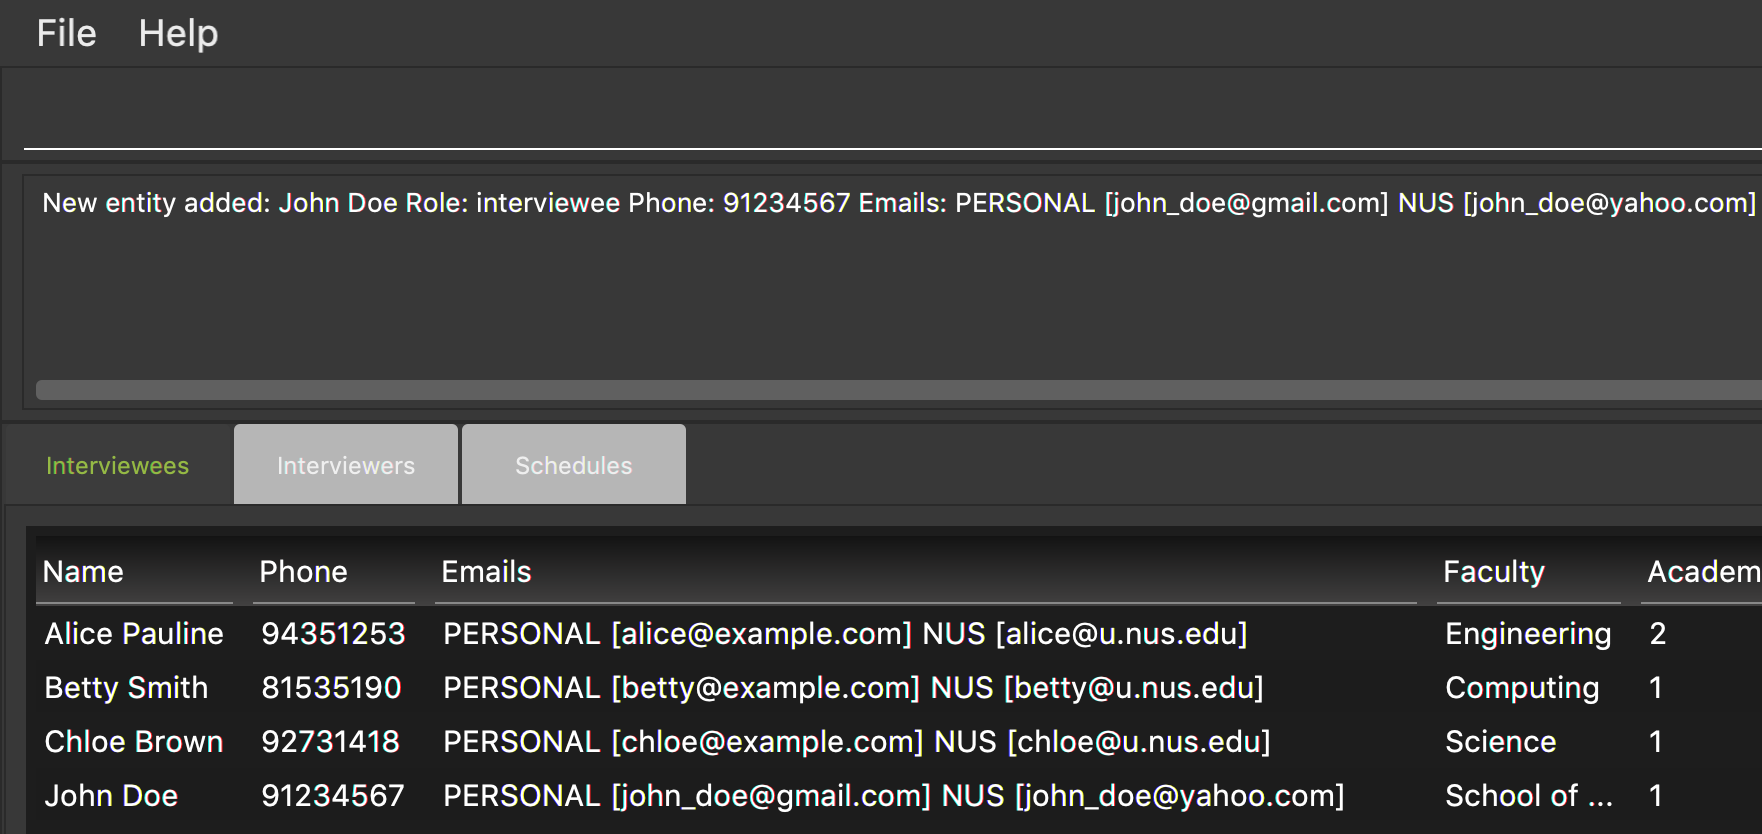 File Help
New entity added: John Doe Role: interviewee Phone: 91234567 Emails: PERSONAL [john_doe@gmail.com] NUS [john_doe@yahoo.com]
Interviewees Interviewers Schedules
Name Phone Emails Faculty Academ
Alice Pauline 94351253 PERSONAL [alice@example.com] NUS [alice@u.nus.edu] Engineering 2
Betty Smith 81535190 PERSONAL [betty@example.com] NUS [betty@u.nus.edu] Computing 1
Chloe Brown 92731418 PERSONAL [chloe@example.com] NUS [chloe@u.nus.edu] Science 1
John Doe 91234567 PERSONAL [john_doe@gmail.com] NUS [john_doe@yahoo.com] School of ... 1